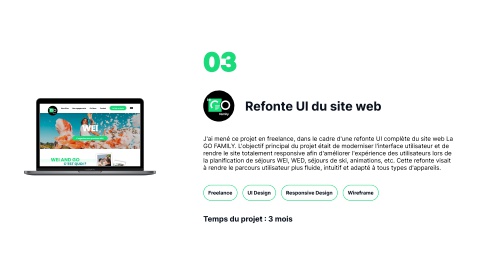 03
GO
family
Refonte UI du site web
J'ai mené ce projet en freelance, dans le cadre d'une refonte UI complète du site web La
GO FAMILY. L'objectif principal du projet était de moderniser l'interface utilisateur et de
rendre le site totalement responsive afin d'améliorer l'expérience des utilisateurs lors de
la planification de séjours WEI, WED, séjours de ski, animations, etc. Cette refonte visait
à rendre le parcours utilisateur plus fluide, intuitif et adapté à tous types d'appareils.
WEI
WEI AND GO
C'EST QUOI ?
Freelance
UI Design
Responsive Design
Wireframe
Temps du projet : 3 mois